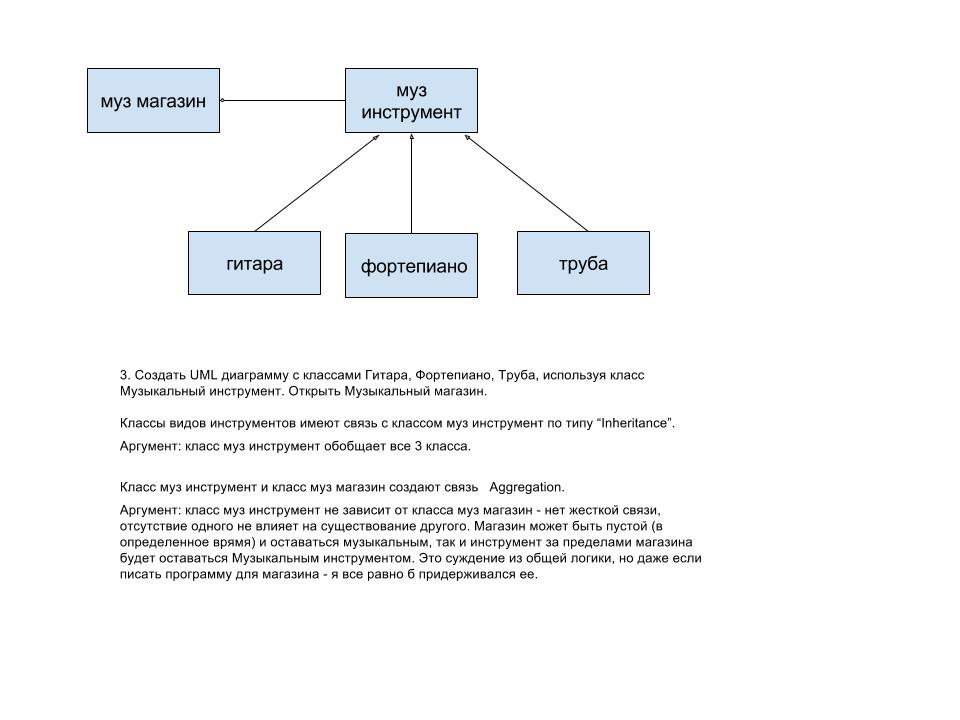 муз магазин
муз
инструмент
гитара
фортепиано
труба
3. Создать UML диаграмму с классами Гитара, Фортепиано, Труба, используя класс
Музыкальный инструмент. Открыть Музыкальный магазин.
Классы видов инструментов имеют связь с классом муз инструмент по типу “Inheritance”.
Аргумент: класс муз инструмент обобщает все 3 класса.
Класс муз инструмент и класс муз магазин создают связь   Aggregation.
Аргумент: класс муз инструмент не зависит от класса муз магазин - нет жесткой связи,
отсутствие одного не влияет на существование другого. Магазин может быть пустой (в
определенное врямя) и оставаться музыкальным, так и инструмент за пределами магазина
будет оставаться Музыкальным инструментом. Это суждение из общей логики, но даже если
писать программу для магазина - я все равно б придерживался ее.